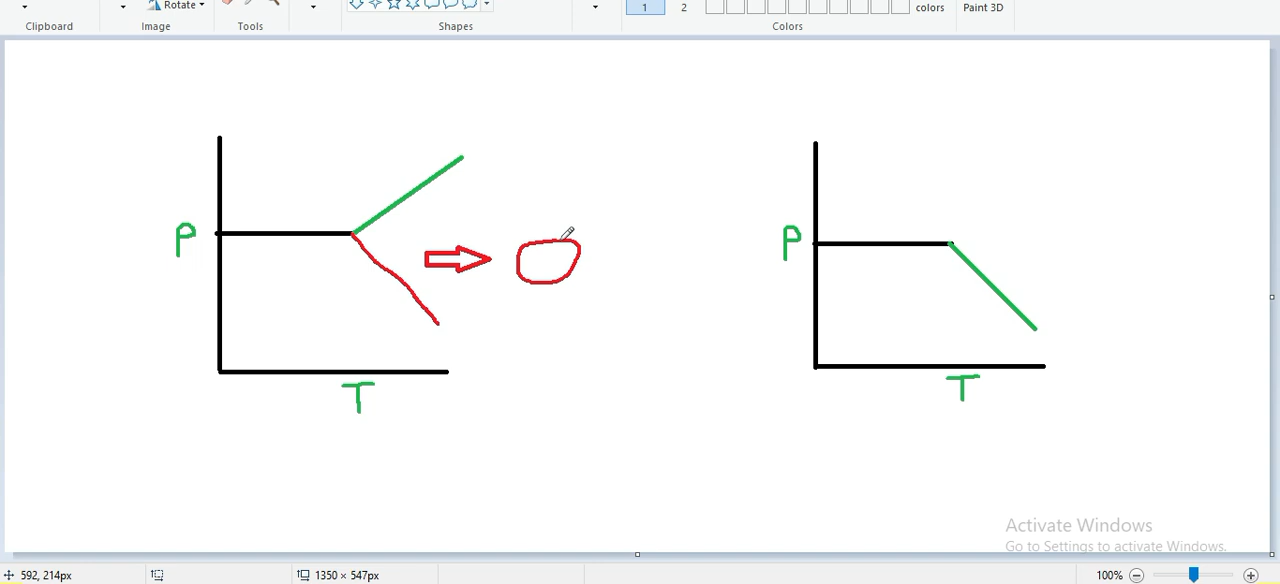 Rotate
1
2
colors
Paint 3D
Clipboard
Image
Tools
Shapes
Colors
P
T
P
T
Activate Windows
Go to Settings to activate Windows.
592, 214px
1350 × 547px
100%